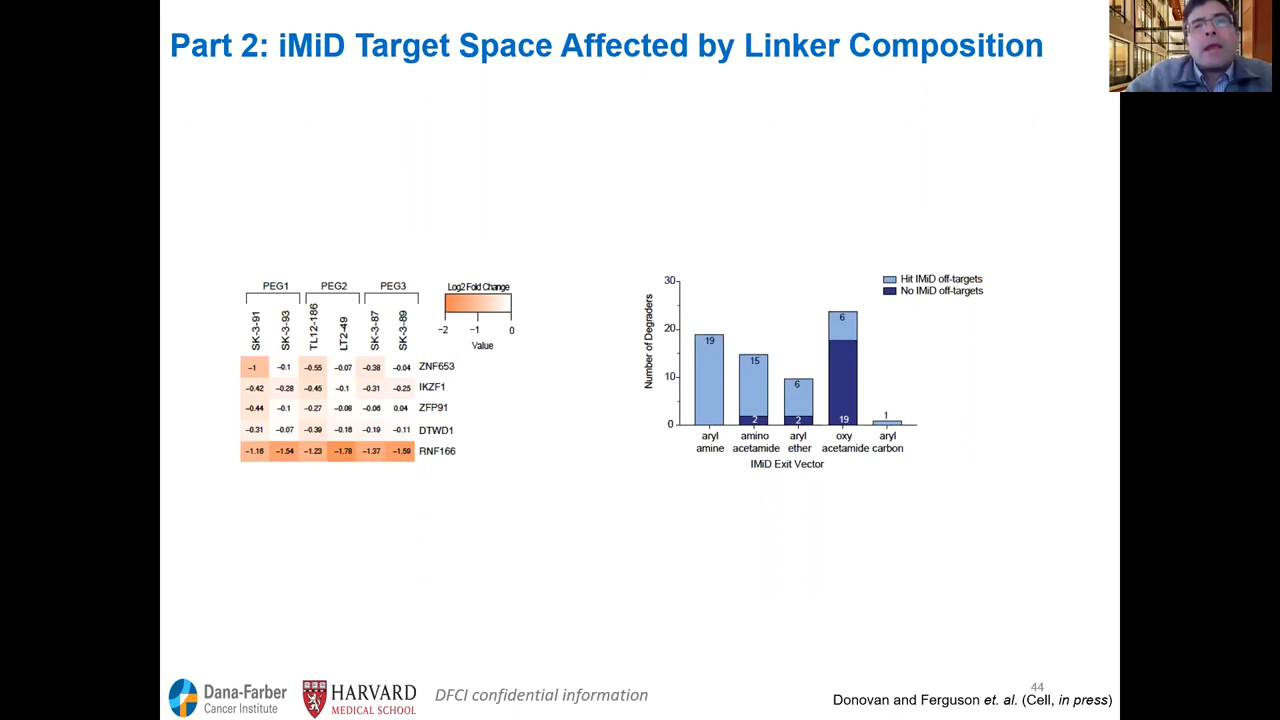 Part 2: iMiD Target Space Affected by Linker Composition
PEG1 PEG2 PEG3
SK-3-91 SK-3-93 TL12-186 LT2-49 SK-3-87 SK-3-89
Log2 Fold Change
−2 −1 0
Value
−1 −0.1 −0.55 −0.07 −0.38 −0.04 ZNF653
−0.42 −0.28 −0.45 −0.1 −0.31 −0.25 IKZF1
−0.44 −0.1 −0.27 −0.08 −0.06 0.04 ZFP91
−0.31 −0.07 −0.39 −0.16 −0.19 −0.11 DTWD1
−1.16 −1.54 −1.23 −1.78 −1.37 −1.59 RNF166
Number of Degraders
30
20
10
0
Hit IMiD off-targets
No IMiD off-targets
19 15 6 6 1
2 2 19
aryl amino aryl oxy aryl
amine acetamide ether acetamide carbon
IMiD Exit Vector
Dana-Farber
Cancer Institute
HARVARD
MEDICAL SCHOOL
DFCI confidential information
44
Donovan and Ferguson et. al. (Cell, in press)